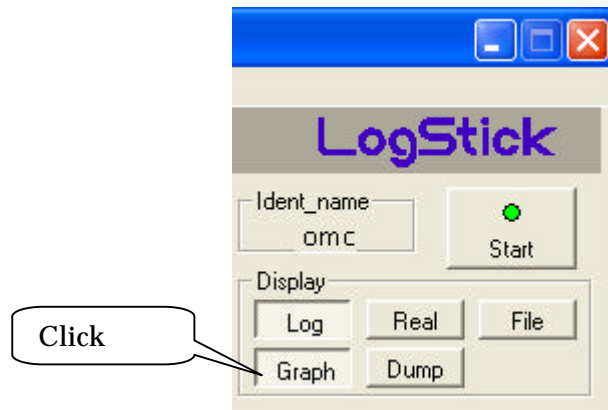 LogStick
Ident_name
omc
Start
Display
Log Real File
Click
Graph Dump